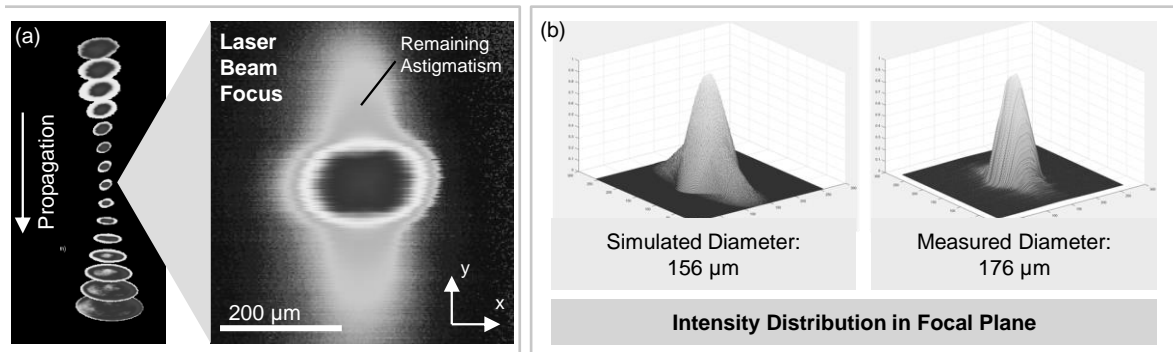 (a)
Propagation
Laser
Beam
Focus
Remaining
Astigmatism
200 µm
y
x
(b)
Simulated Diameter:
156 µm
Measured Diameter:
176 µm
Intensity Distribution in Focal Plane